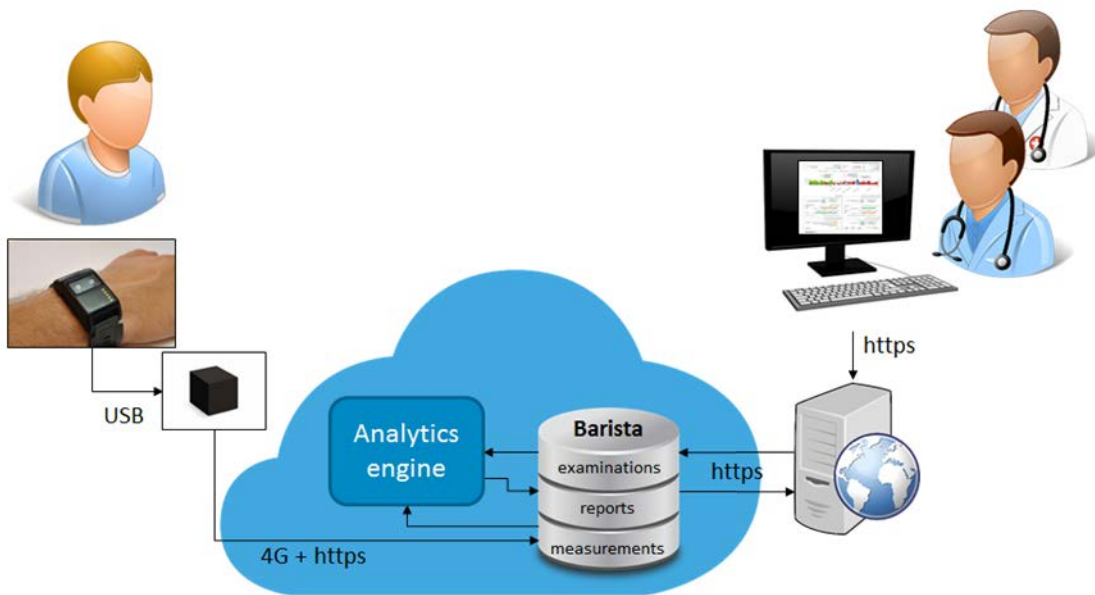 https
USB
Analytics
engine
Barista
examinations
https
reports
measurements
4G + https